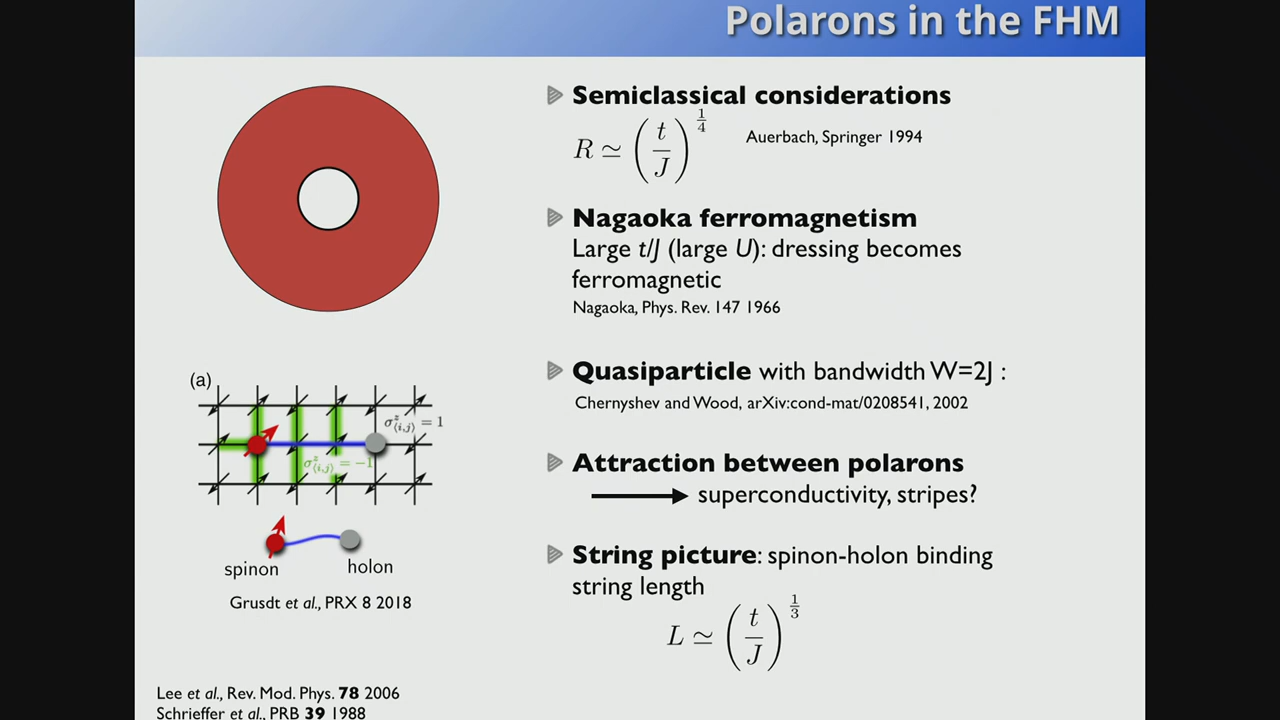 Polarons in the FHM
Semiclassical considerations
R ≃ (t/J)^{1/4}
Auerbach, Springer 1994
Nagaoka ferromagnetism
Large t/J (large U): dressing becomes
ferromagnetic
Nagaoka, Phys. Rev. 147 1966
Quasiparticle with bandwidth W=2J :
Chernyshev and Wood, arXiv:cond-mat/0208541, 2002
Attraction between polarons
superconductivity, stripes?
String picture: spinon-holon binding
string length
L ≃ (t/J)^{1/3}
(a)
σ^z_{⟨i,j⟩} = 1
σ^z_{⟨i,j⟩} = −1
spinon
holon
Grusdt et al., PRX 8 2018
Lee et al., Rev. Mod. Phys. 78 2006
Schrieffer et al., PRB 39 1988